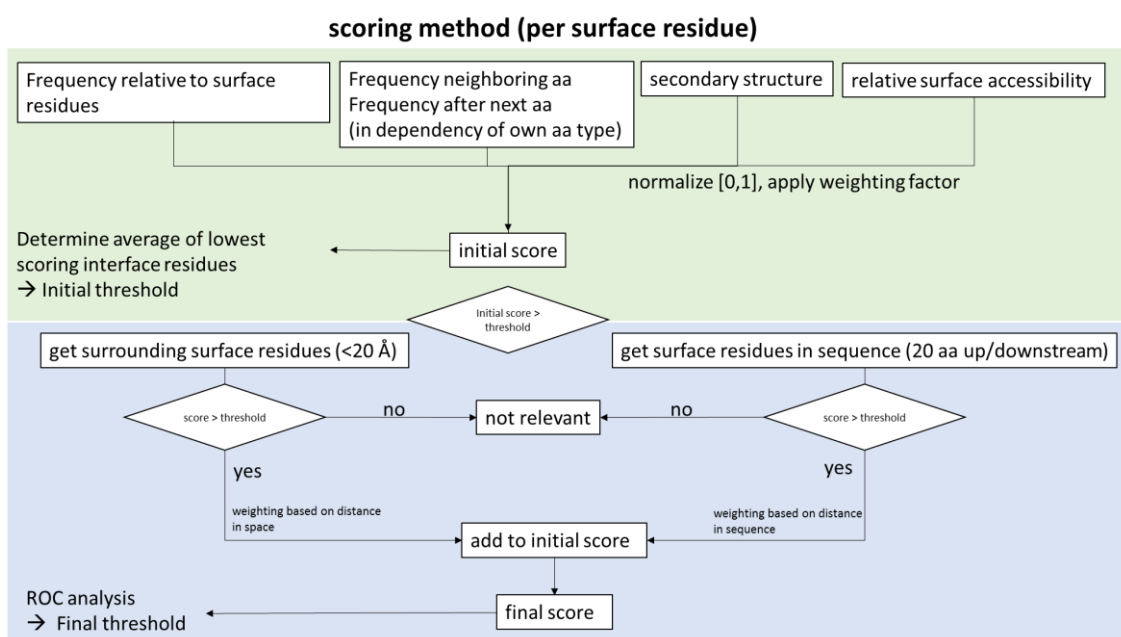 scoring method (per surface residue)
Frequency relative to surface
residues
Frequency neighboring aa
Frequency after next aa
(in dependency of own aa type)
secondary structure
relative surface accessibility
normalize [0,1], apply weighting factor
Determine average of lowest
scoring interface residues
→ Initial threshold
initial score
Initial score >
threshold
get surrounding surface residues (<20 Å)
get surface residues in sequence (20 aa up/downstream)
score > threshold
no
not relevant
no
score > threshold
yes
yes
weighting based on distance
in space
weighting based on distance
in sequence
add to initial score
ROC analysis
→ Final threshold
final score